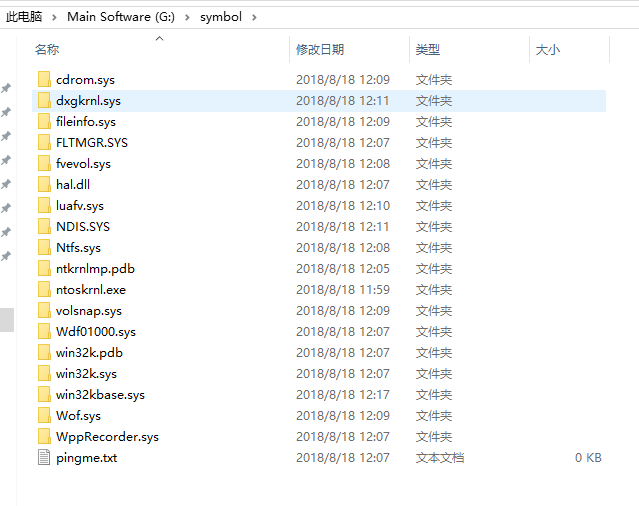 此电脑 > Main Software (G:) > symbol >
名称 修改日期 类型 大小
cdrom.sys 2018/8/18 12:09 文件夹
dxgkrnl.sys 2018/8/18 12:11 文件夹
fileinfo.sys 2018/8/18 12:09 文件夹
FLTMGR.SYS 2018/8/18 12:07 文件夹
fvevol.sys 2018/8/18 12:08 文件夹
hal.dll 2018/8/18 12:07 文件夹
luafv.sys 2018/8/18 12:10 文件夹
NDIS.SYS 2018/8/18 12:11 文件夹
Ntfs.sys 2018/8/18 12:08 文件夹
ntkrnlmp.pdb 2018/8/18 12:05 文件夹
ntoskrnl.exe 2018/8/18 11:59 文件夹
volsnap.sys 2018/8/18 12:09 文件夹
Wdf01000.sys 2018/8/18 12:07 文件夹
win32k.pdb 2018/8/18 12:07 文件夹
win32k.sys 2018/8/18 12:07 文件夹
win32kbase.sys 2018/8/18 12:17 文件夹
Wof.sys 2018/8/18 12:09 文件夹
WppRecorder.sys 2018/8/18 12:07 文件夹
pingme.txt 2018/8/18 12:07 文本文档 0 KB